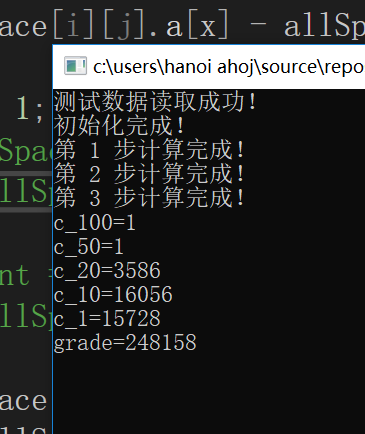 ace[i][j].a[x] - allSp
c:\users\hanoi ahoj\source\repo
1;
测试数据读取成功!
初始化完成!
第 1 步计算完成!
第 2 步计算完成!
第 3 步计算完成!
c_100=1
c_50=1
c_20=3586
c_10=16056
c_1=15728
grade=248158
Spac
llSp
nt =
llSp
ace